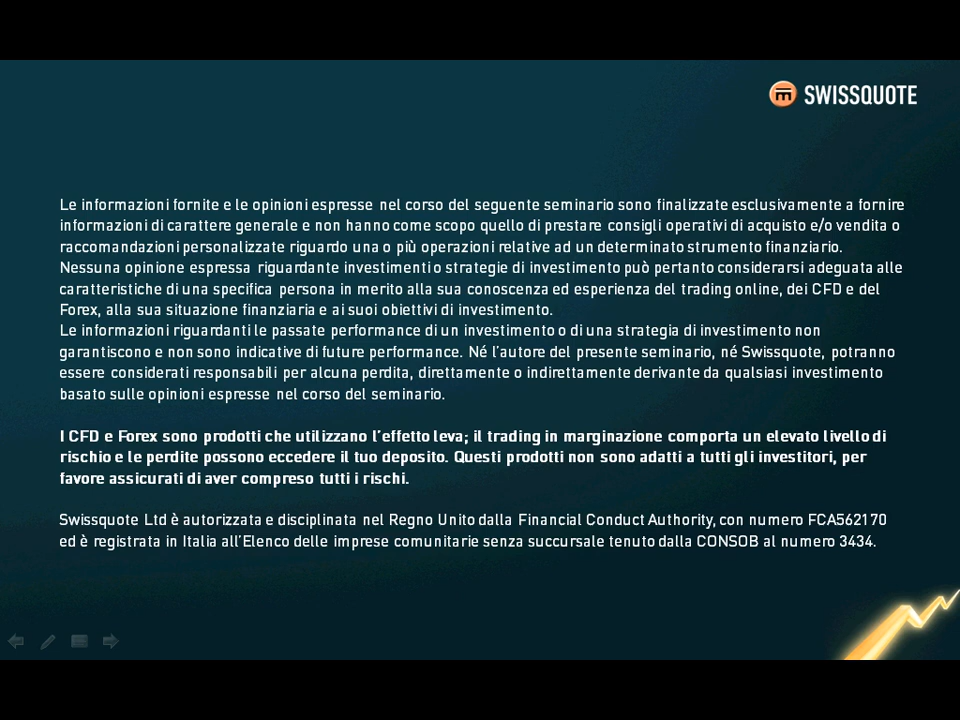 SWISSQUOTE
Le informazioni fornite e le opinioni espresse nel corso del seguente seminario sono finalizzate esclusivamente a fornire
informazioni di carattere generale e non hanno come scopo quello di prestare consigli operativi di acquisto e/o vendita o
raccomandazioni personalizzate riguardo una o più operazioni relative ad un determinato strumento finanziario.
Nessuna opinione espressa riguardante investimenti o strategie di investimento può pertanto considerarsi adeguata alle
caratteristiche di una specifica persona in merito alla sua conoscenza ed esperienza del trading online, dei CFD e del
Forex, alla sua situazione finanziaria e ai suoi obiettivi di investimento.
Le informazioni riguardanti le passate performance di un investimento o di una strategia di investimento non
garantiscono e non sono indicative di future performance. Né l'autore del presente seminario, né Swissquote, potranno
essere considerati responsabili per alcuna perdita, direttamente o indirettamente derivante da qualsiasi investimento
basato sulle opinioni espresse nel corso del seminario.
I CFD e Forex sono prodotti che utilizzano l'effetto leva; il trading in marginazione comporta un elevato livello di
rischio e le perdite possono eccedere il tuo deposito. Questi prodotti non sono adatti a tutti gli investitori, per
favore assicurati di aver compreso tutti i rischi.
Swissquote Ltd è autorizzata e disciplinata nel Regno Unito dalla Financial Conduct Authority, con numero FCA562170
ed è registrata in Italia all'Elenco delle imprese comunitarie senza succursale tenuto dalla CONSOB al numero 3434.